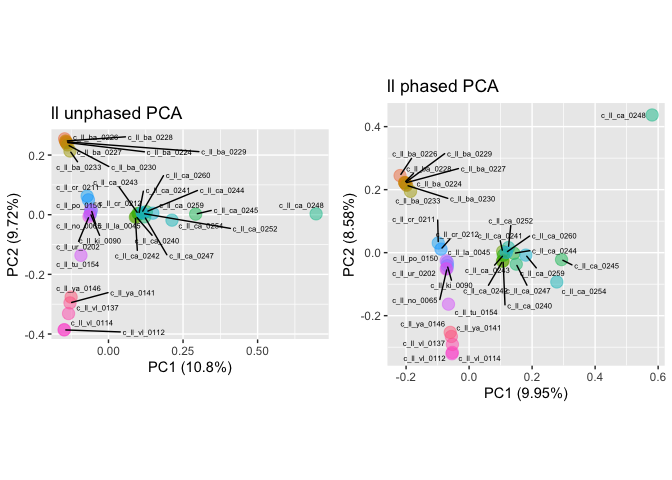 ll unphased PCA
c_ll_ba_0226
c_ll_ba_0228
c_ll_ba_0227
c_ll_ba_0224
c_ll_ba_0229
c_ll_ba_0233
c_ll_ba_0230
c_ll_ca_0243
c_ll_ca_0260
c_ll_cr_0211
c_ll_ca_0241
c_ll_ca_0244
c_ll_po_0150
c_ll_cr_0212
c_ll_ca_0259
c_ll_ca_0245
c_ll_ca_0248
c_ll_no_0065
c_ll_la_0045
c_ll_ca_0254
c_ll_ca_0252
c_ll_ur_0202
c_ll_ki_0090
c_ll_ca_0240
c_ll_ca_0242
c_ll_ca_0247
c_ll_tu_0154
c_ll_ya_0146
c_ll_ya_0141
c_ll_vl_0137
c_ll_vl_0114
c_ll_vl_0112
0.2
0.0
-0.2
-0.4
0.00
0.25
0.50
PC2 (9.72%)
PC1 (10.8%)
ll phased PCA
c_ll_ca_0248
c_ll_ba_0226
c_ll_ba_0229
c_ll_ba_0228
c_ll_ba_0227
c_ll_ba_0224
c_ll_ba_0233
c_ll_ba_0230
c_ll_cr_0211
c_ll_ca_0252
c_ll_cr_0212
c_ll_ca_0241
c_ll_ca_0260
c_ll_po_0150
c_ll_la_0045
c_ll_ca_0244
c_ll_ca_0245
c_ll_ur_0202
c_ll_ki_0090
c_ll_ca_0243
c_ll_ca_0259
c_ll_no_0065
c_ll_ca_0242
c_ll_ca_0247
c_ll_ca_0254
c_ll_tu_0154
c_ll_ca_0240
c_ll_ya_0146
c_ll_ya_0141
c_ll_vl_0137
c_ll_vl_0112
c_ll_vl_0114
0.4
0.2
0.0
-0.2
-0.2
0.0
0.2
0.4
0.6
PC2 (8.58%)
PC1 (9.95%)